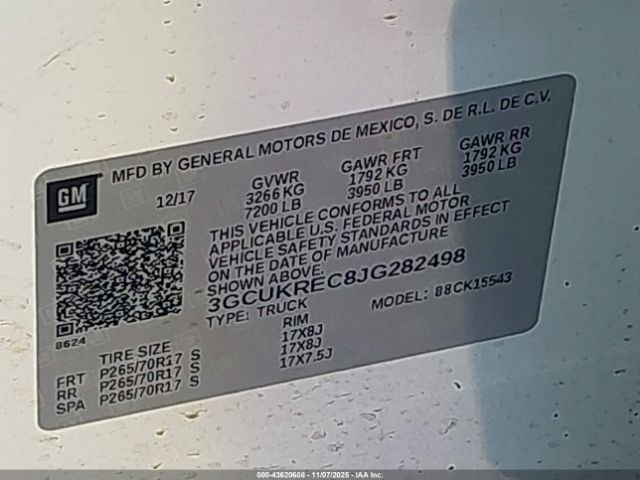 MFD BY GENERAL MOTORS DE MEXICO, S. DE R.L. DE C.V.
GM
12/17
GVWR GAWR FRT GAWR RR
3266 KG 1792 KG 1792 KG
7200 LB 3950 LB 3950 LB
THIS VEHICLE CONFORMS TO ALL
APPLICABLE U.S. FEDERAL MOTOR
VEHICLE SAFETY STANDARDS IN EFFECT
ON THE DATE OF MANUFACTURE
SHOWN ABOVE.
3GCUKREC8JG282498
TYPE: TRUCK MODEL: 88CK15543
8624
TIRE SIZE RIM
FRT P265/70R17 S 17X8J
RR P265/70R17 S 17X8J
SPA P265/70R17 S 17X7.5J
000-43620608 - 11/07/2025 - IAA Inc.